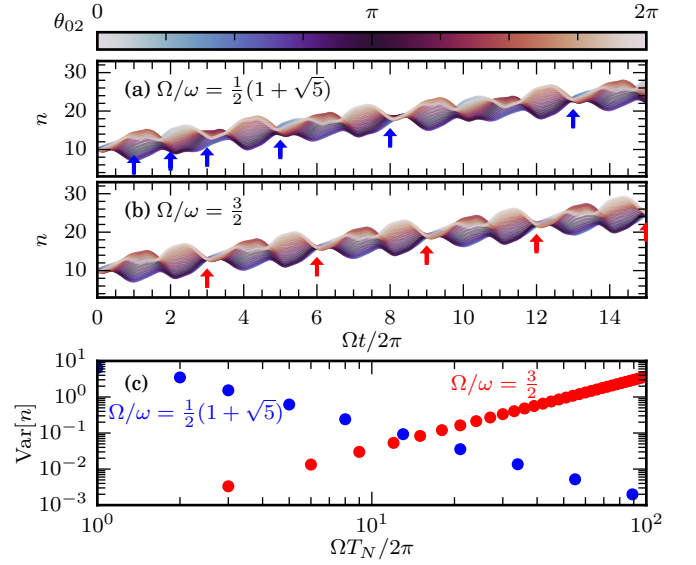 θ₀₂ 0 π 2π
(a) Ω/ω = ½(1 + √5)
n
30
20
10
(b) Ω/ω = 3/2
n
30
20
10
0 2 4 6 8 10 12 14
Ωt/2π
(c)
Ω/ω = 3/2
Ω/ω = ½(1 + √5)
Var[n]
10¹
10⁰
10⁻¹
10⁻²
10⁻³
10⁰ 10¹ 10²
ΩT_N/2π